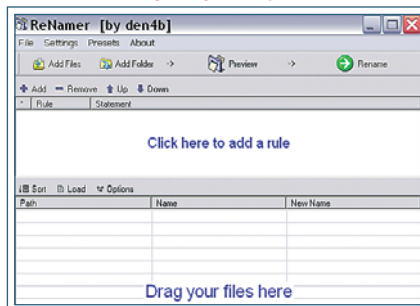 ReNamer [by den4b]
File Settings Presets About
Add Files Add Folder -> Preview -> Rename
Add Remove Up Down
* Rule Statement
Click here to add a rule
Sort Load Options
Path Name New Name
Drag your files here